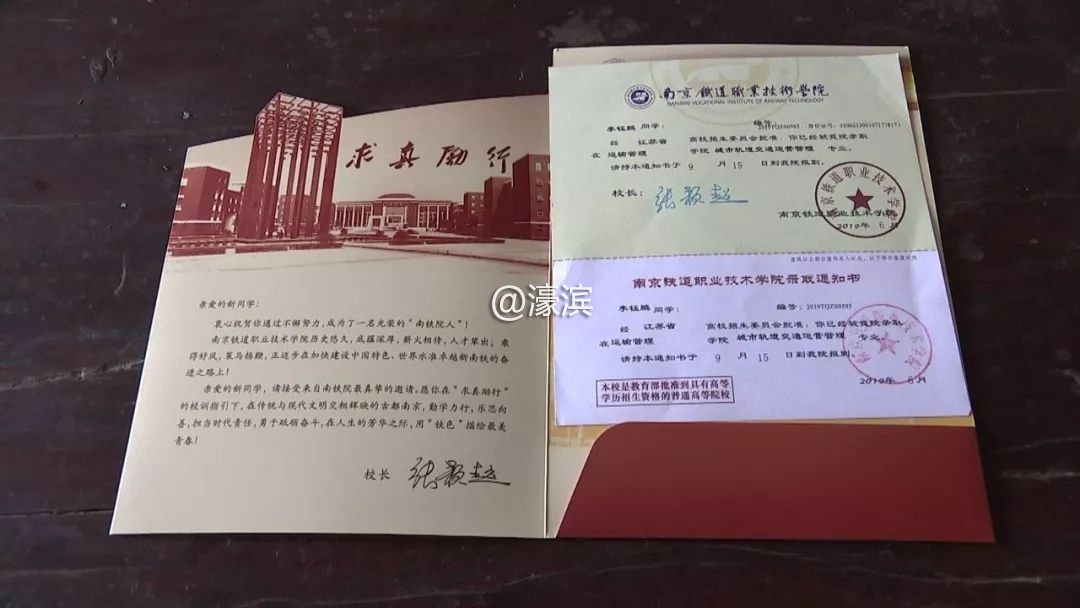 求真励行
亲爱的新同学:
衷心祝贺你通过不懈努力,成为了一名光荣的“南铁院人”!
南京铁道职业技术学院历史悠久,底蕴深厚,薪火相传,人才辈出;乘
得好风,策马扬鞭,正迈步在加快建设中国特色、世界水准卓越新南铁的奋
进之路上!
亲爱的新同学,请接受来自南铁院最真挚的邀请。愿你在“求真励行”
的校训指引下,在传统与现代文明交相辉映的古都南京,勤学力行,乐思向
善,担当时代责任,勇于砥砺奋斗,在人生的芳华之际,用“铁色”描绘最美
青春!
校长
@濠滨
南京鐵道職業技術學院
NANJING VOCATIONAL INSTITUTE OF RAILWAY TECHNOLOGY
编号:
李钰鹏 同学: 2019TQZS0595 身份证号:
经 江苏省 高校招生委员会批准,你已经被我院录取
在 运输管理 学院 城市轨道交通运营管理 专业。
请持本通知书于 9 月 15 日到我院报到。
校长:
南京铁道职业技术学院
2019年 6月
南京铁道职业技术学院录取通知书
李钰鹏 同学: 编号: 2019TQZS0595
经 江苏省 高校招生委员会批准,你已经被我院录取
在 运输管理 学院 城市轨道交通运营管理 专业。
请持本通知书于 9 月 15 日到我院报到。
2019年 6月
本校是教育部批准到具有高等
学历招生资格的普通高等院校